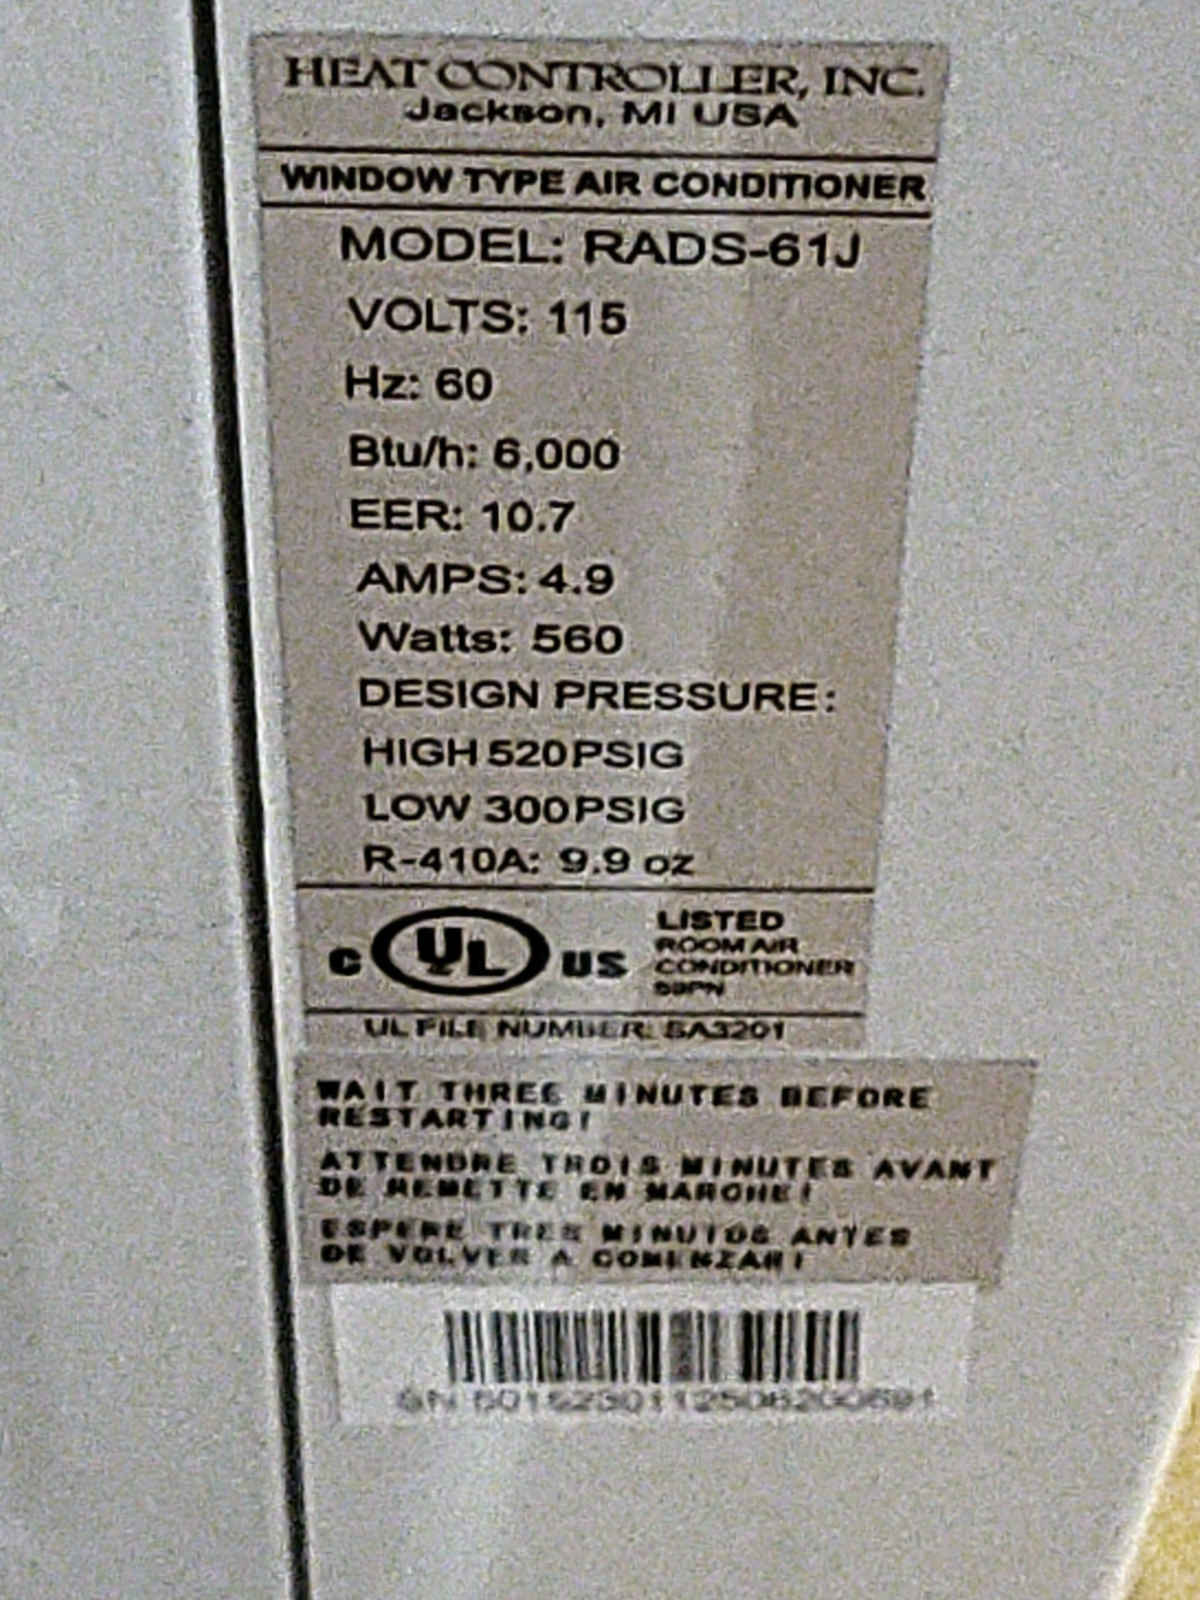 HEAT CONTROLLER, INC.
Jackson, MI USA
WINDOW TYPE AIR CONDITIONER
MODEL: RADS-61J
VOLTS: 115
Hz: 60
Btu/h: 6,000
EER: 10.7
AMPS: 4.9
Watts: 560
DESIGN PRESSURE:
HIGH 520PSIG
LOW 300PSIG
R-410A: 9.9 oz
C UL US
LISTED
ROOM AIR
CONDITIONER
UL FILE NUMBER: SA3201
WAIT THREE MINUTES BEFORE
RESTARTING!
ATTENDRE TROIS MINUTES AVANT
DE REMETTE EN MARCHE!
ESPERE TRES MINUTOS ANTES
DE VOLVER A COMENZAR!
SN